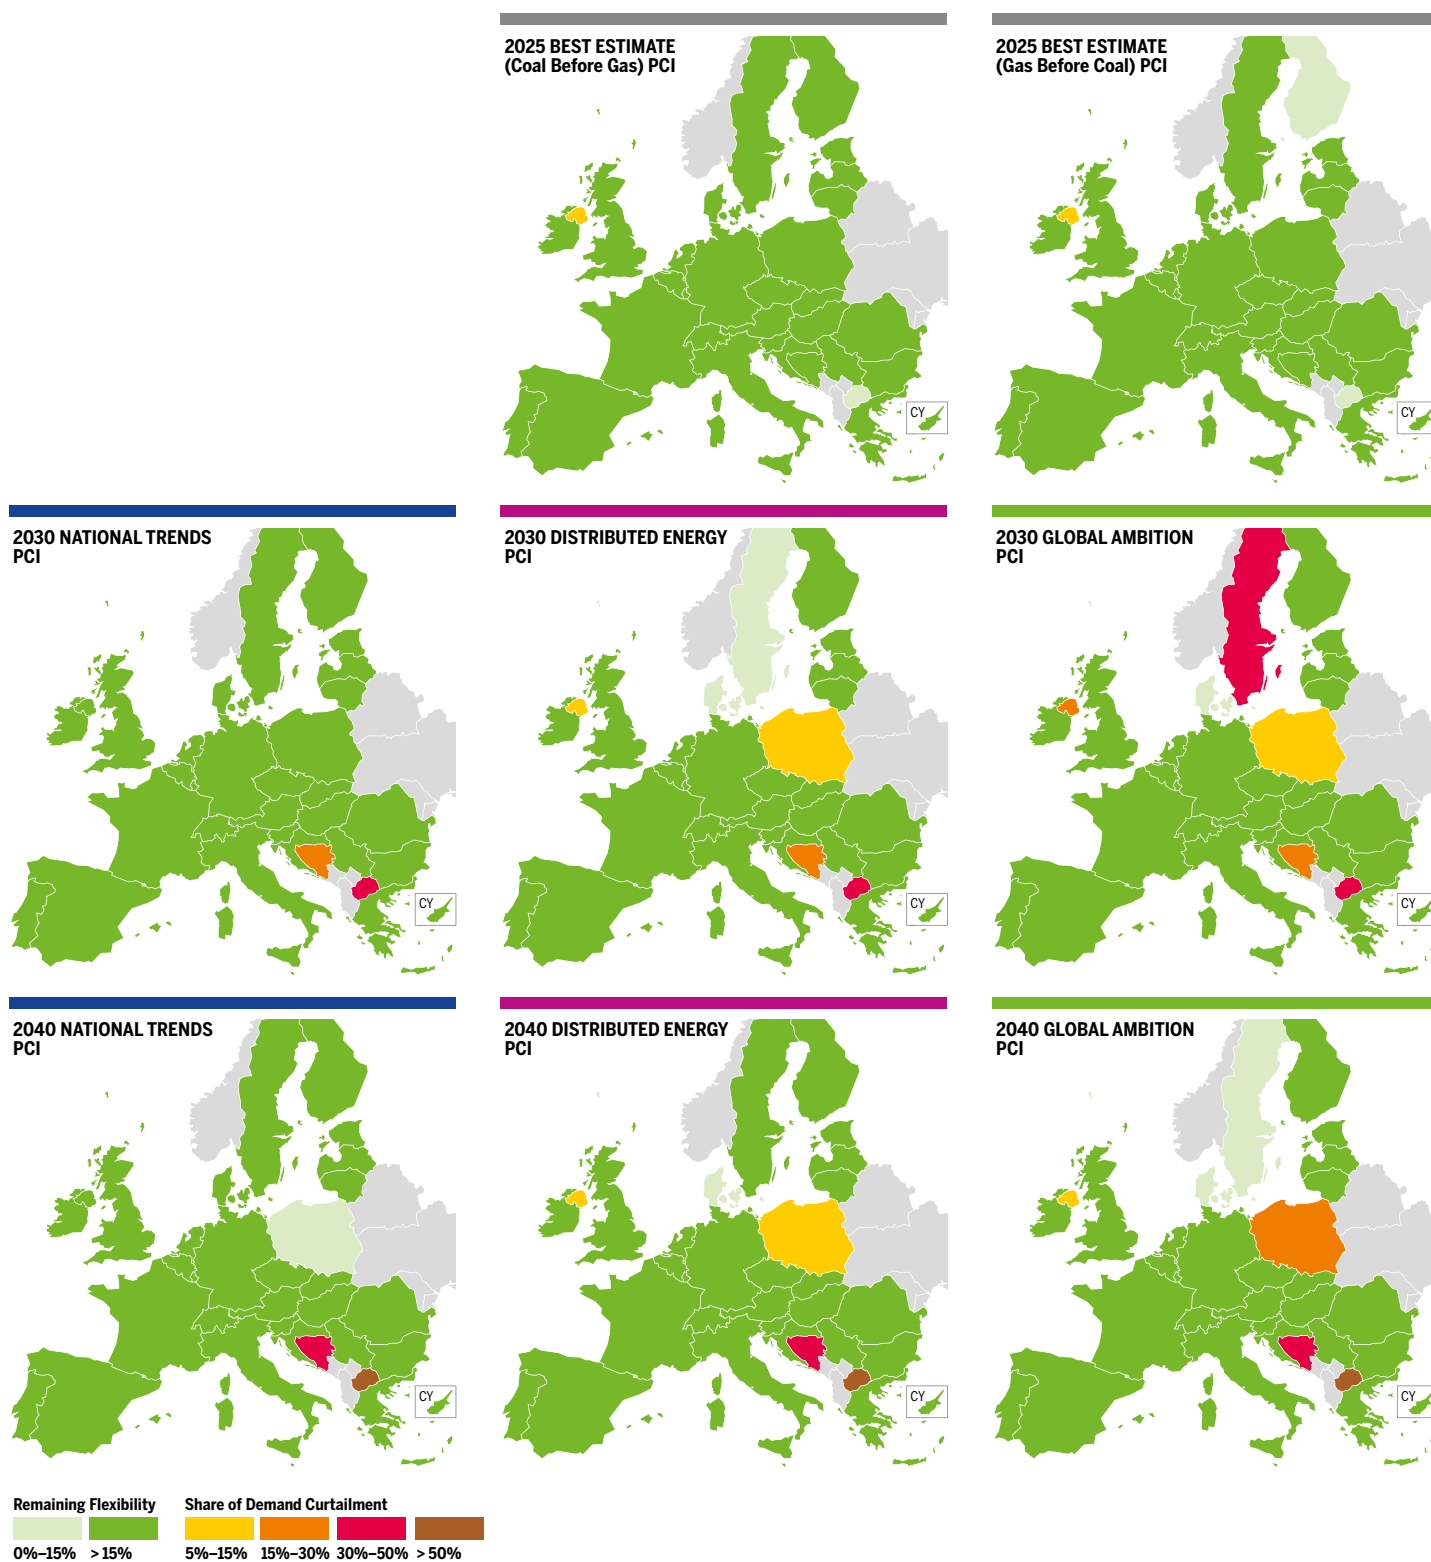 2025 BEST ESTIMATE
(Coal Before Gas) PCI
CY
2025 BEST ESTIMATE
(Gas Before Coal) PCI
CY
2030 NATIONAL TRENDS
PCI
CY
2030 DISTRIBUTED ENERGY
PCI
CY
2030 GLOBAL AMBITION
PCI
CY
2040 NATIONAL TRENDS
PCI
CY
2040 DISTRIBUTED ENERGY
PCI
CY
2040 GLOBAL AMBITION
PCI
CY
Remaining Flexibility
0%–15% >15%
Share of Demand Curtailment
5%–15% 15%–30% 30%–50% >50%